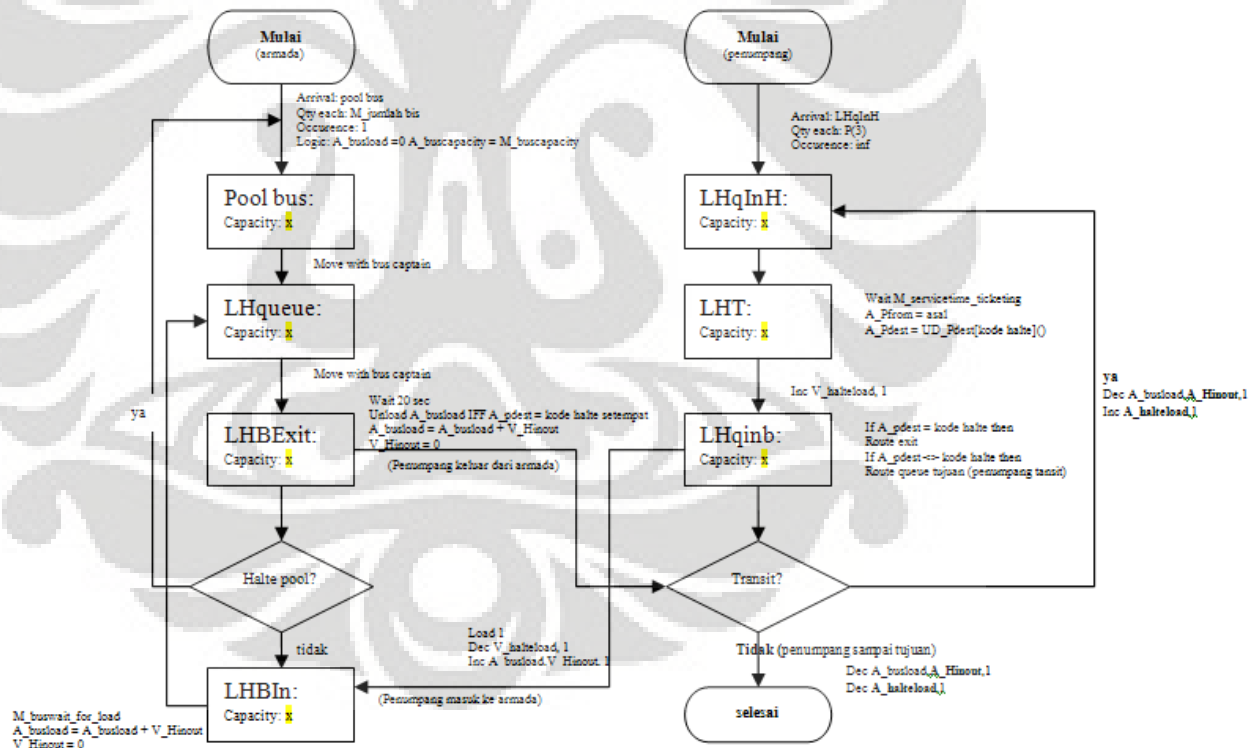 Mulai
(armada)
Arrival: pool bus
Qty each: M_jumlah bis
Occurence: 1
Logic: A_busload =0 A_buscapacity = M_buscapacity
Pool bus:
Capacity: x
Move with bus captain
LHqueue:
Capacity: x
Move with bus captain
Wait 20 sec
Unload A_busload IFF A_pdest = kode halte setempat
A_busload = A_busload + V_Hinout
V_Hinout = 0
LHBExit:
Capacity: x
(Penumpang keluar dari armada)
ya
Halte pool?
tidak
LHBIn:
Capacity: x
M_buswait_for_load
A_busload = A_busload + V_Hinout
V_Hinout = 0
Load 1
Dec V_halteload, 1
Inc A_busload,V_Hinout, 1
(Penumpang masuk ke armada)
Mulai
(penumpang)
Arrival: LHqInH
Qty each: P(3)
Occurence: inf
LHqInH:
Capacity: x
LHT:
Capacity: x
Wait M_servicetime_ticketing
A_Pfrom = asal
A_Pdest = UD_Pdest[kode halte]()
Inc V_halteload, 1
LHqinb:
Capacity: x
If A_pdest = kode halte then
Route exit
If A_pdest <> kode halte then
Route queue tujuan (penumpang tansit)
Transit?
ya
Dec A_busload,A_Hinout,1
Inc A_halteload,1
Tidak (penumpang sampai tujuan)
Dec A_busload,A_Hinout,1
Dec A_halteload,1
selesai